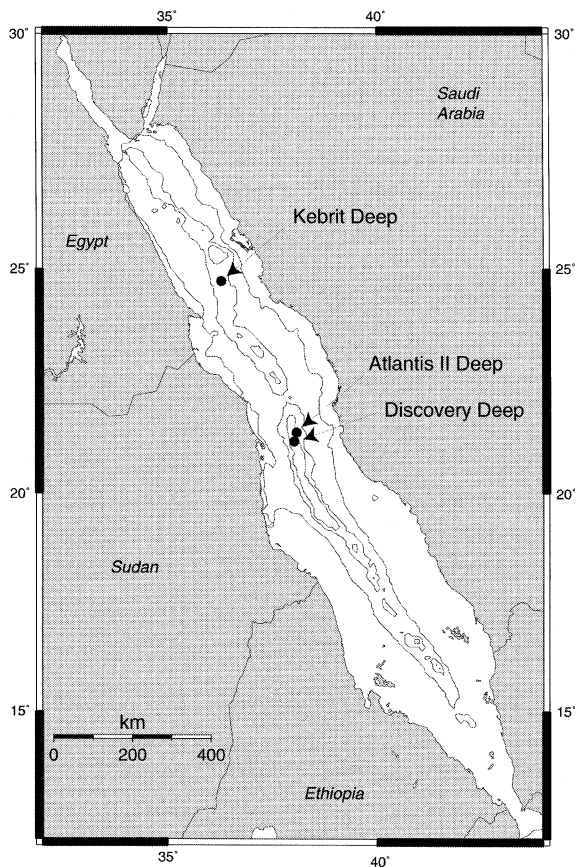 35°
40°
30°
30°
Saudi
Arabia
Kebrit Deep
Egypt
25°
25°
Atlantis II Deep
Discovery Deep
20°
20°
Sudan
15°
15°
km
0 200 400
Ethiopia
35°
40°